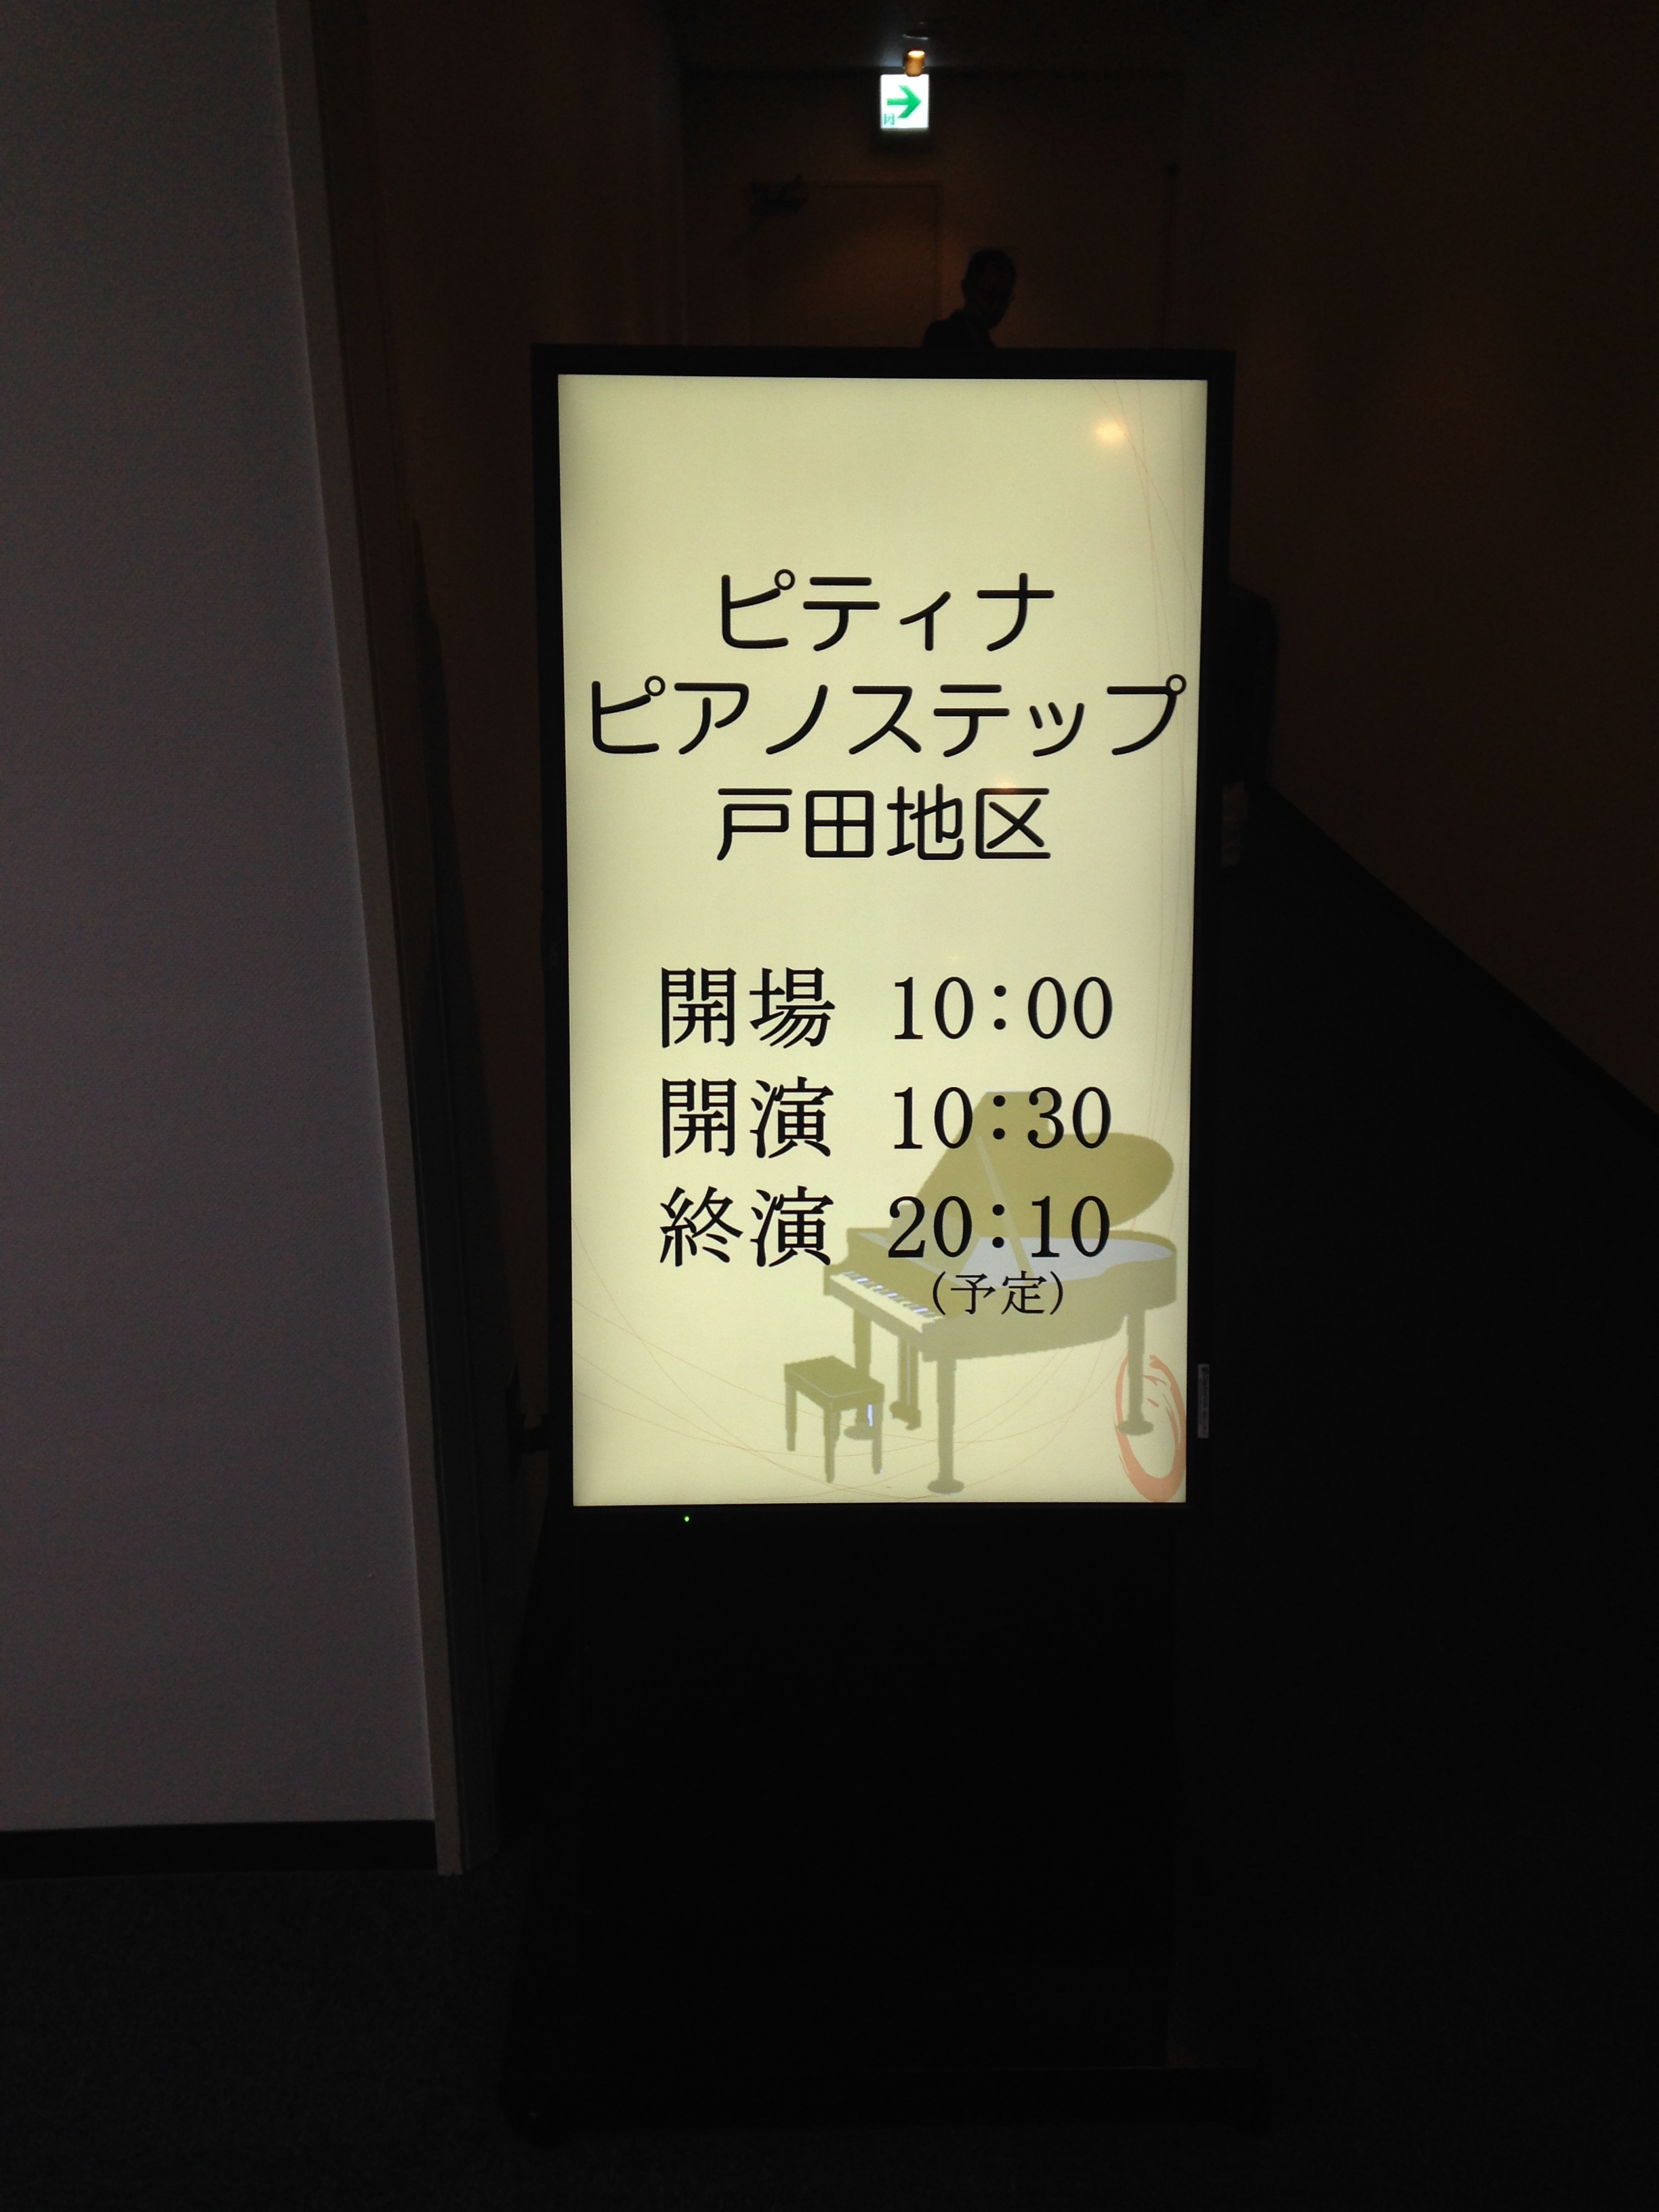 ピティナ
ピアノステップ
戸田地区
開場 10:00
開演 10:30
終演 20:10
(予定)